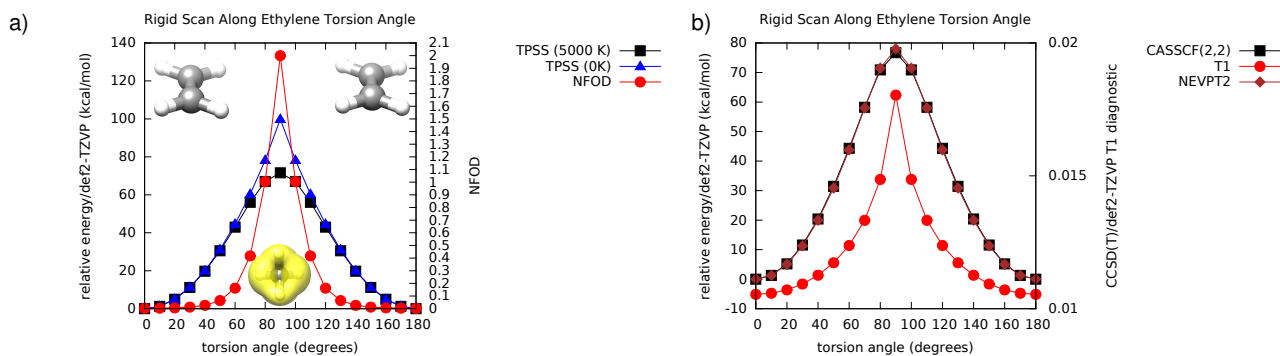 a)
Rigid Scan Along Ethylene Torsion Angle
relative energy/def2-TZVP (kcal/mol)
140
120
100
80
60
40
20
0
2.1
2
1.9
1.8
1.7
1.6
1.5
1.4
1.3
1.2
1.1
1
0.9
0.8
0.7
0.6
0.5
0.4
0.3
0.2
0.1
0
NFOD
0 20 40 60 80 100 120 140 160 180
torsion angle (degrees)
TPSS (5000 K)
TPSS (0K)
NFOD
b)
Rigid Scan Along Ethylene Torsion Angle
relative energy/def2-TZVP (kcal/mol)
80
70
60
50
40
30
20
10
0
-10
0.02
0.015
0.01
CCSD(T)/def2-TZVP T1 diagnostic
0 20 40 60 80 100 120 140 160 180
torsion angle (degrees)
CASSCF(2,2)
T1
NEVPT2